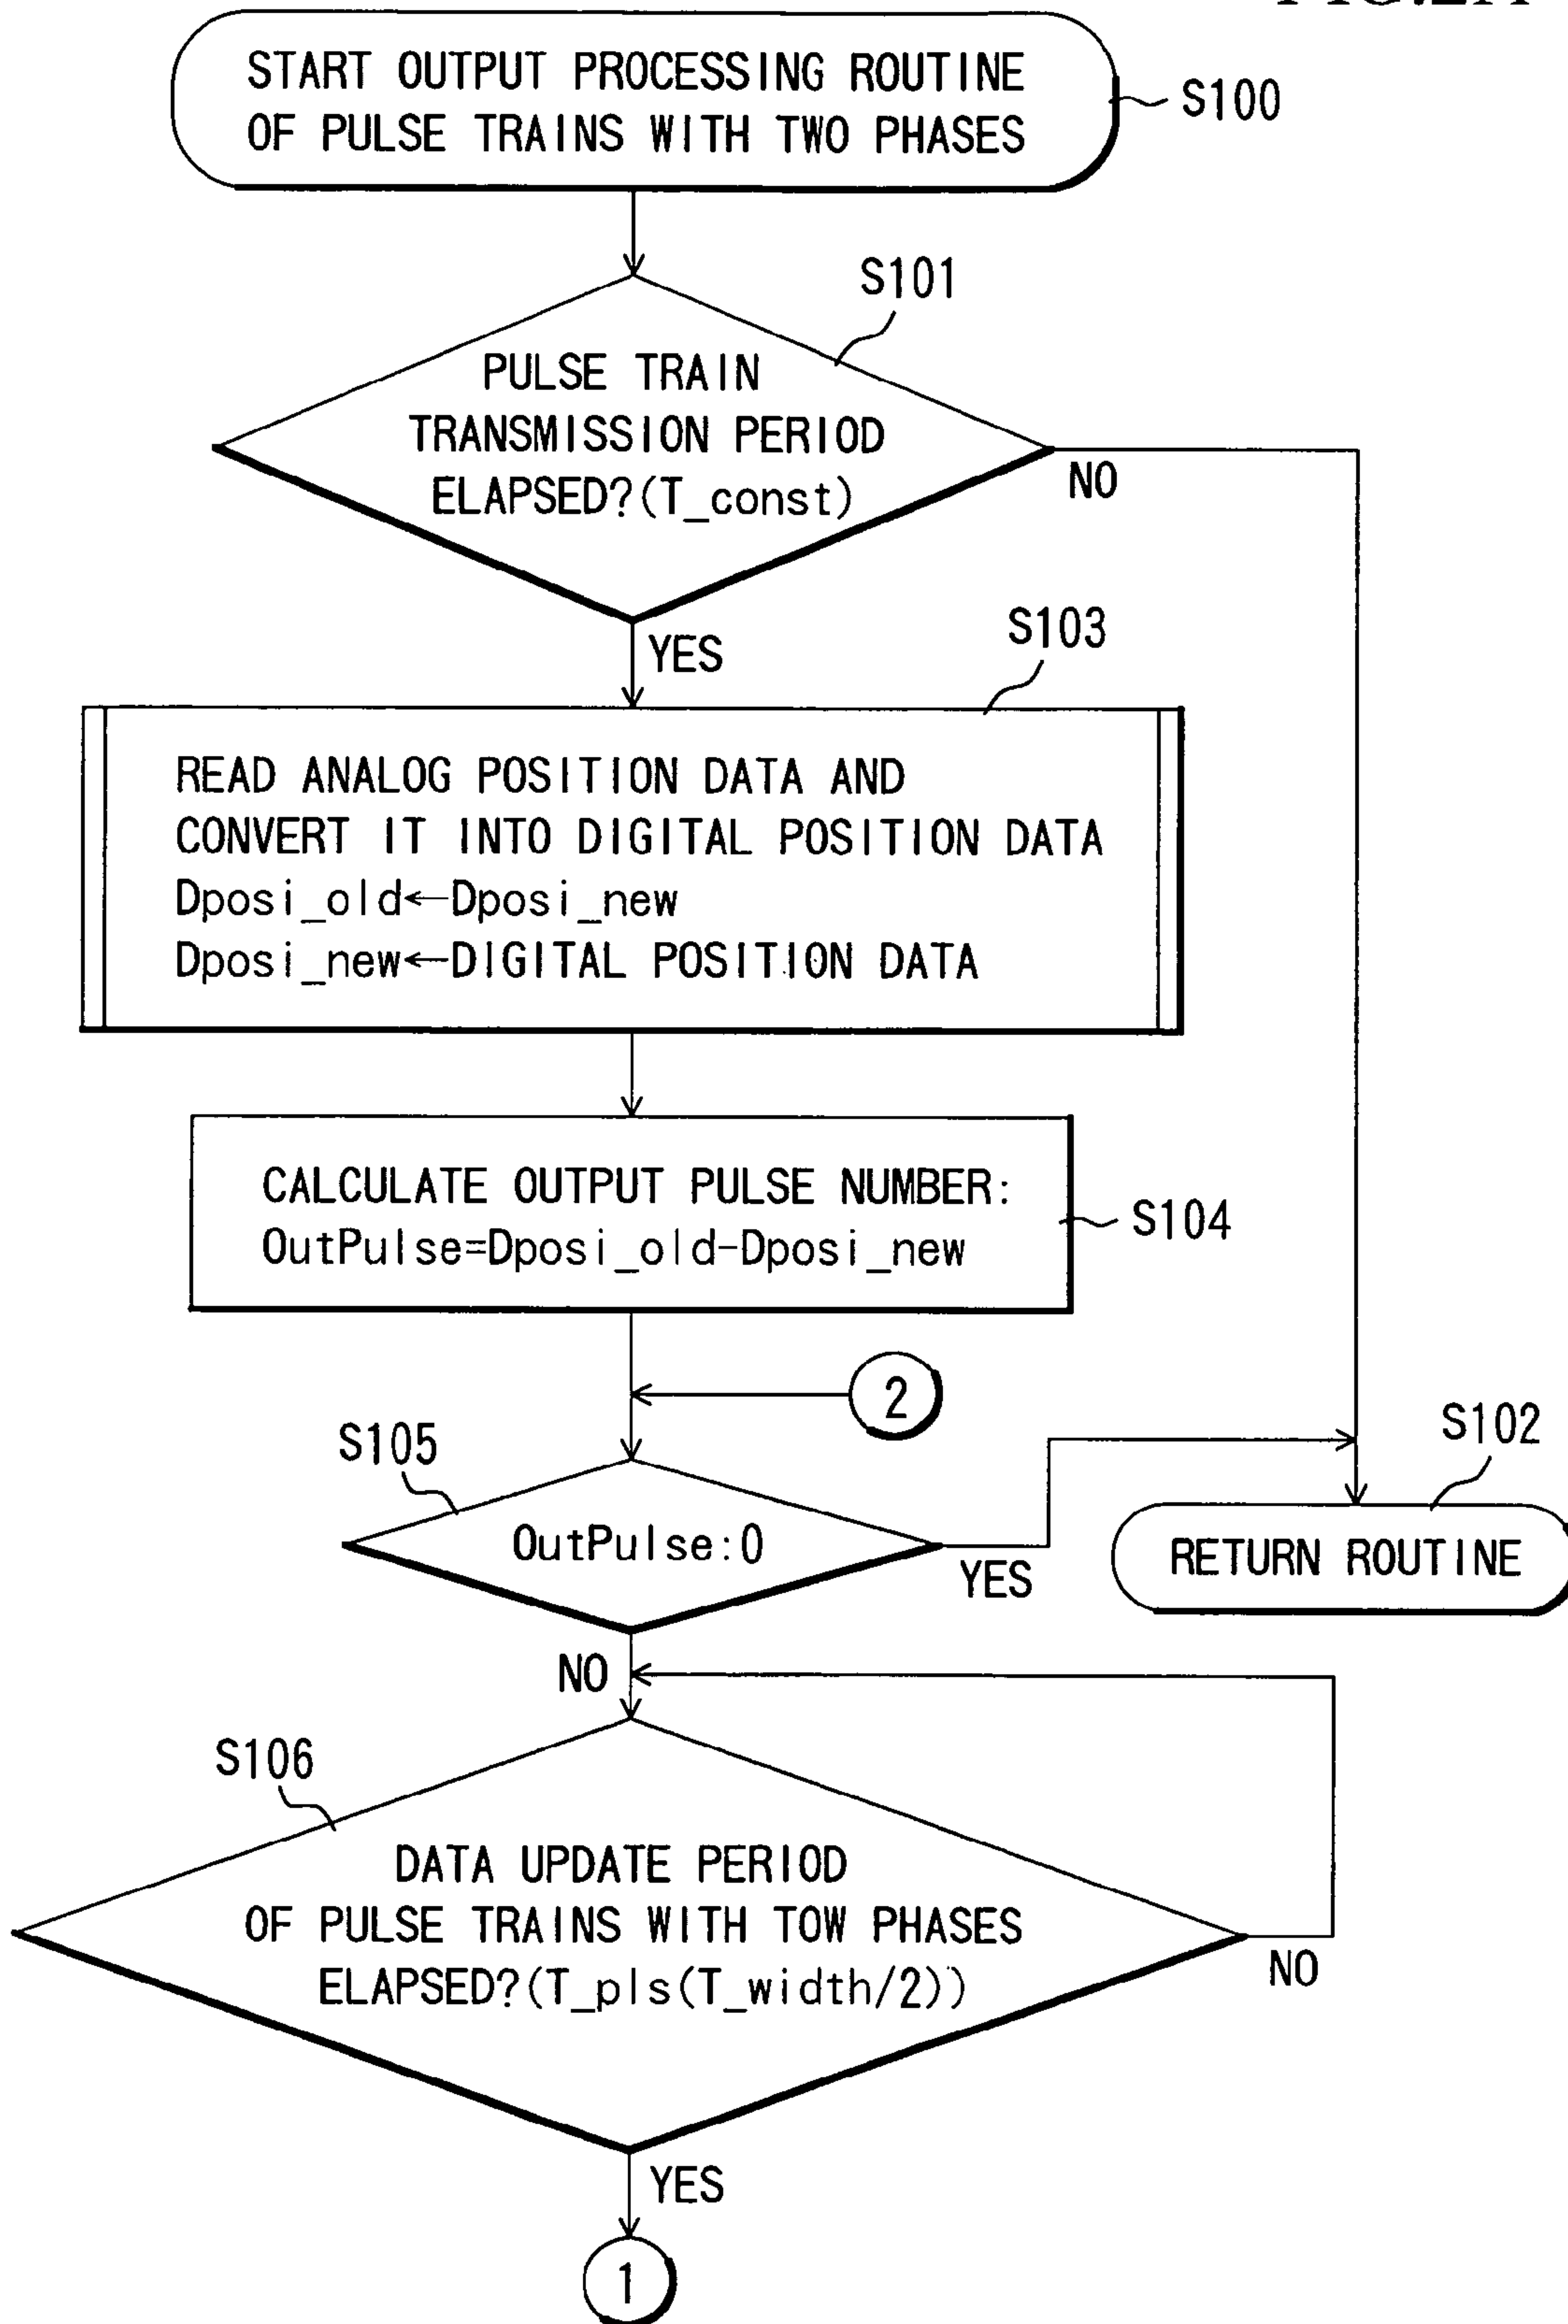 START OUTPUT PROCESSING ROUTINE
OF PULSE TRAINS WITH TWO PHASES
S100
S101
PULSE TRAIN
TRANSMISSION PERIOD
ELAPSED?(T_const)
NO
YES
S103
READ ANALOG POSITION DATA AND
CONVERT IT INTO DIGITAL POSITION DATA
Dposi_old←Dposi_new
Dposi_new←DIGITAL POSITION DATA
CALCULATE OUTPUT PULSE NUMBER:
OutPulse=Dposi_old-Dposi_new
S104
2
S105
S102
OutPulse:0
YES
RETURN ROUTINE
NO
S106
DATA UPDATE PERIOD
OF PULSE TRAINS WITH TOW PHASES
ELAPSED?(T_pls(T_width/2))
NO
YES
1